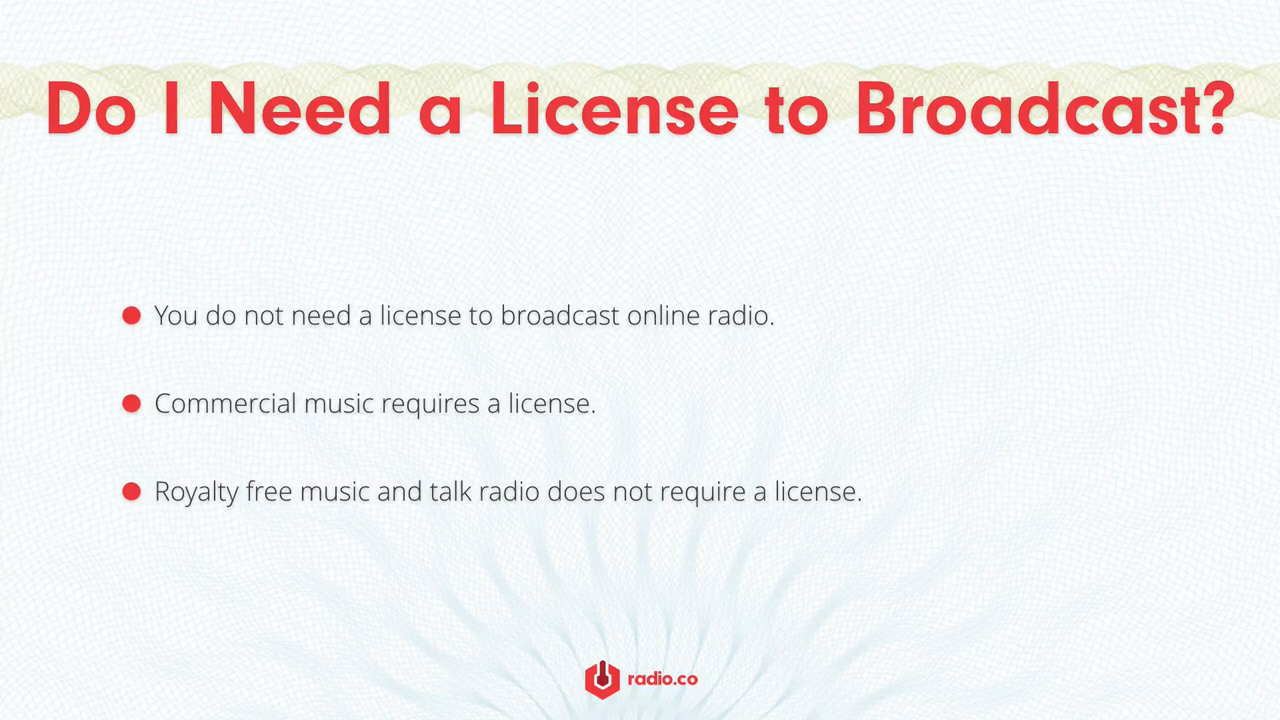 Do I Need a License to Broadcast?
You do not need a license to broadcast online radio.
Commercial music requires a license.
Royalty free music and talk radio does not require a license.
radio.co